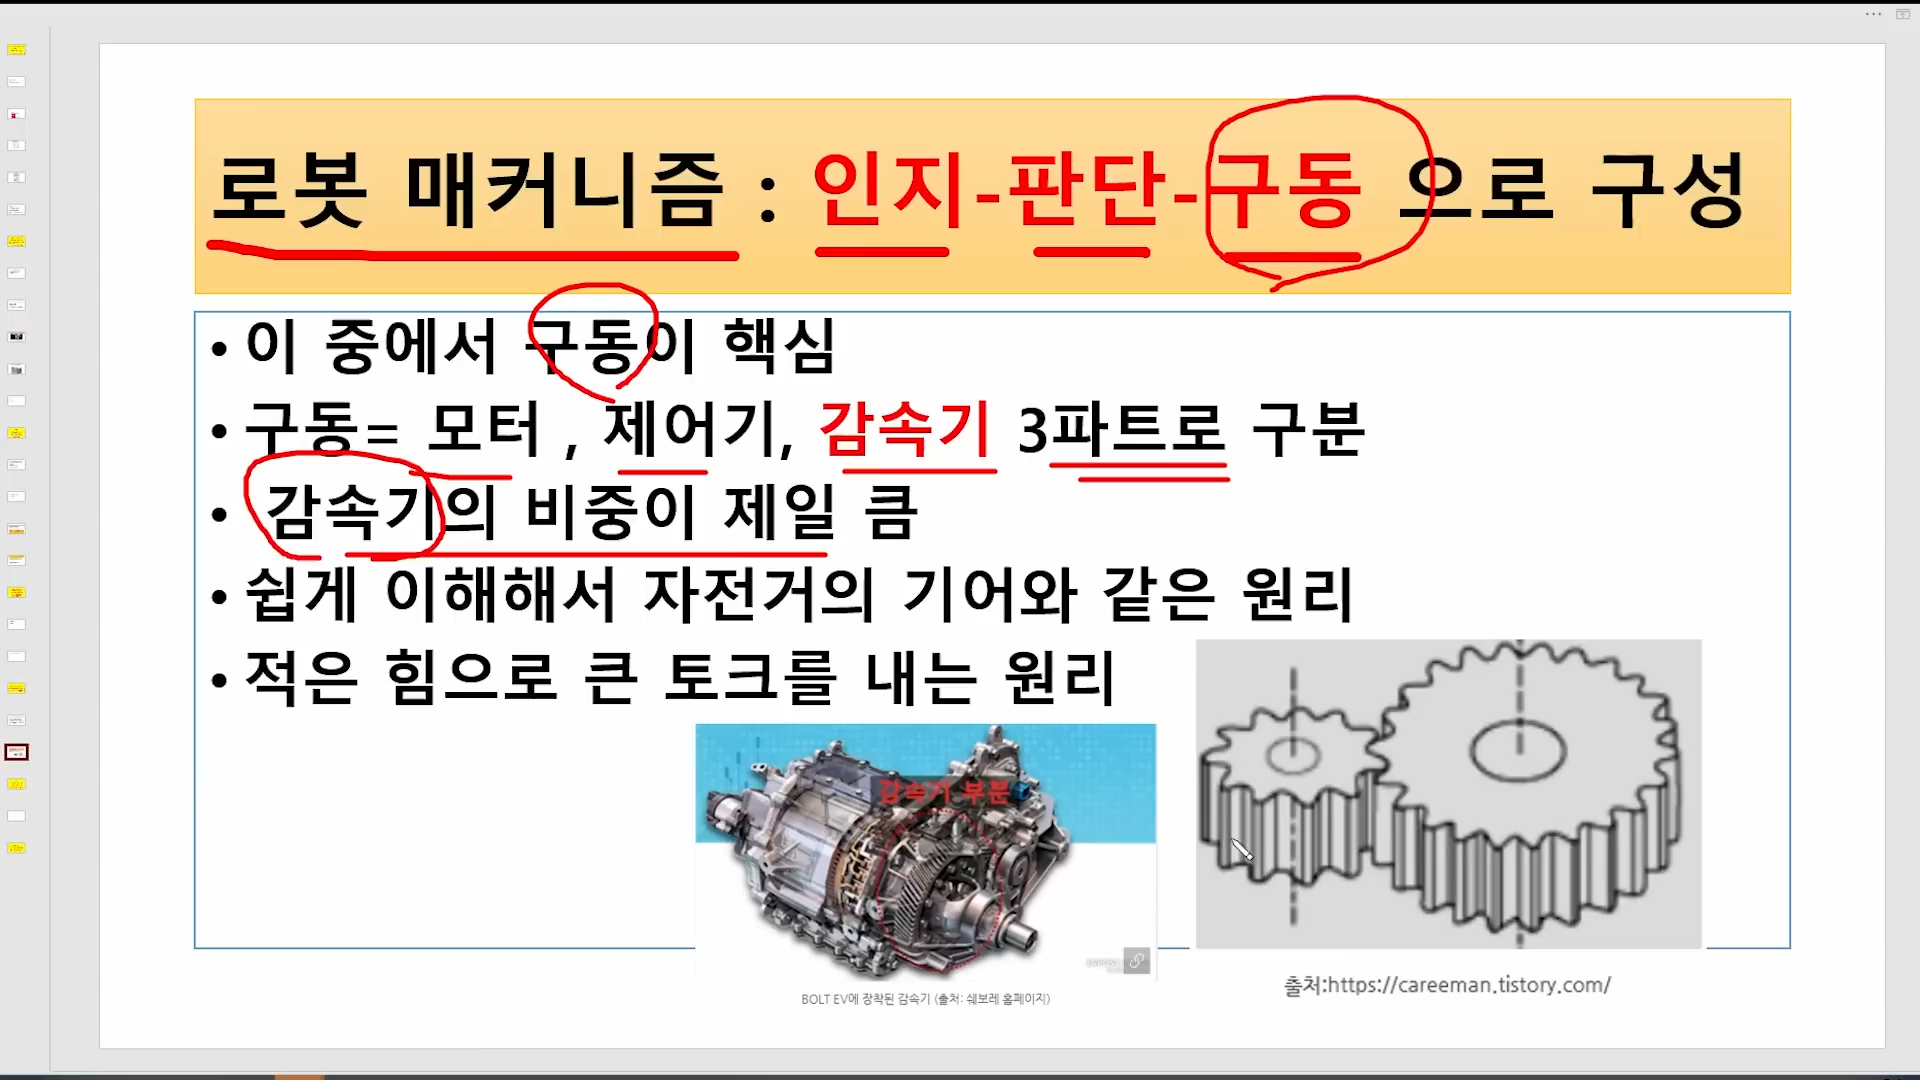 로봇 매커니즘 : 인지-판단-구동 으로 구성
• 이 중에서 구동이 핵심
• 구동= 모터 , 제어기, 감속기 3파트로 구분
• 감속기의 비중이 제일 큼
• 쉽게 이해해서 자전거의 기어와 같은 원리
• 적은 힘으로 큰 토크를 내는 원리
감속기 부분
BOLT EV에 장착된 감속기 (출처: 쉐보레 홈페이지)
출처:https://careeman.tistory.com/